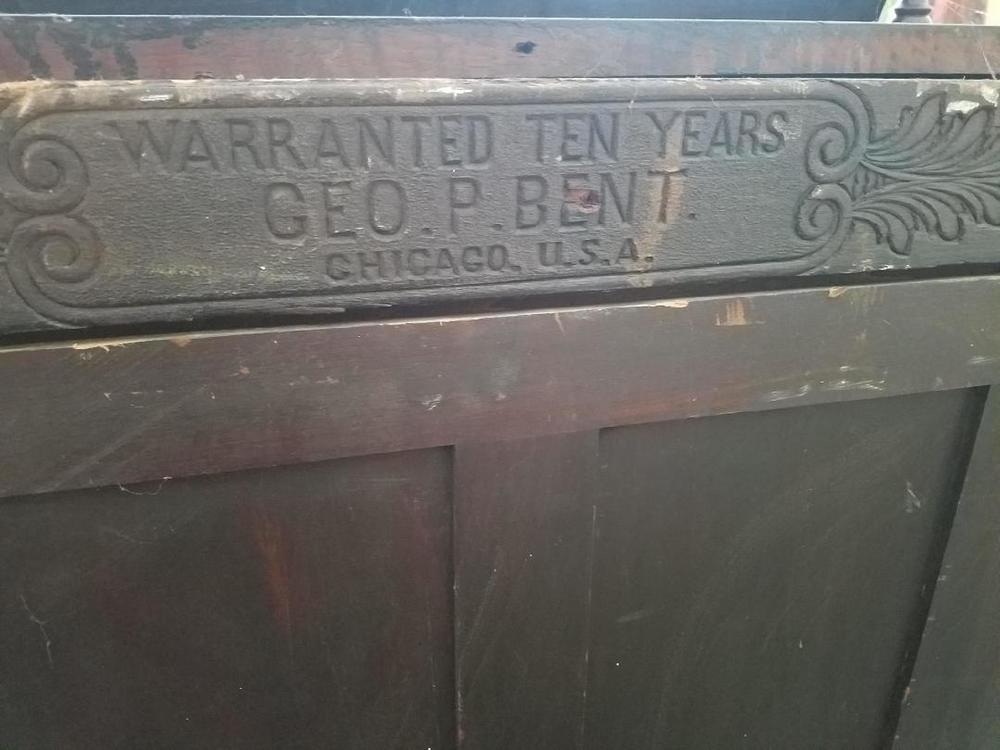 WARRANTED TEN YEARS
GEO. P. BENT.
CHICAGO. U.S.A.